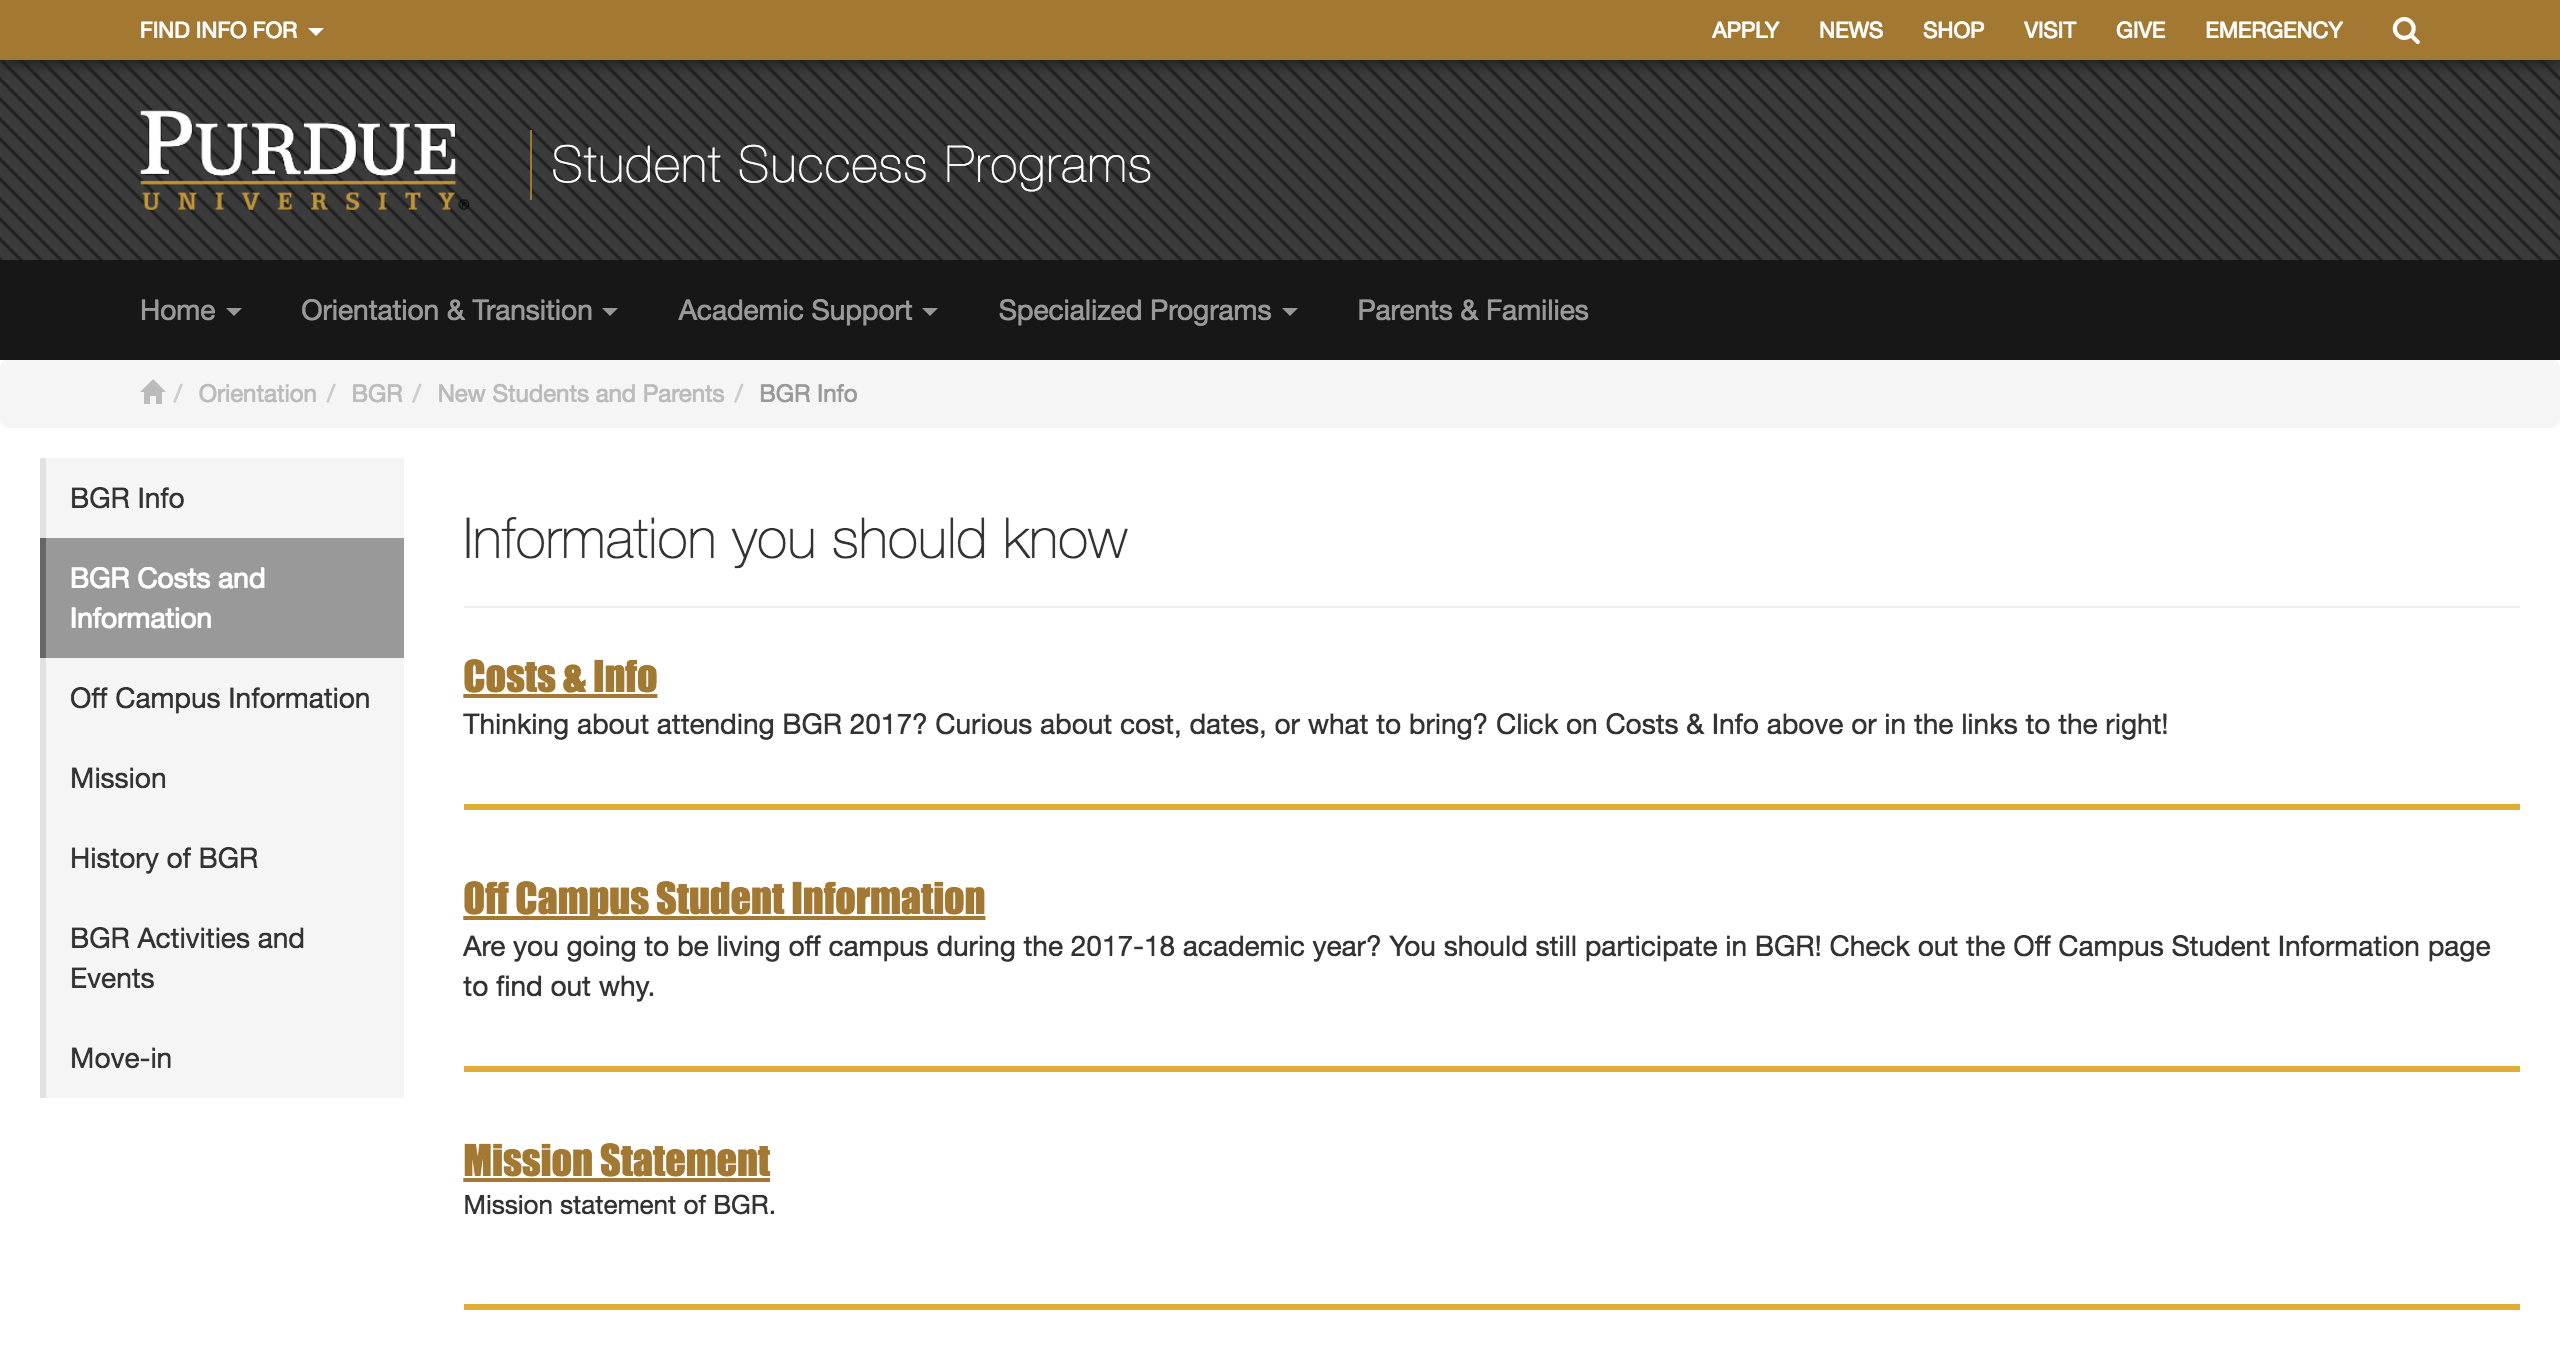 FIND INFO FOR
APPLY NEWS SHOP VISIT GIVE EMERGENCY
PURDUE
UNIVERSITY®
Student Success Programs
Home Orientation & Transition Academic Support Specialized Programs Parents & Families
/ Orientation / BGR / New Students and Parents / BGR Info
BGR Info
BGR Costs and
Information
Off Campus Information
Mission
History of BGR
BGR Activities and
Events
Move-in
Information you should know
Costs & Info
Thinking about attending BGR 2017? Curious about cost, dates, or what to bring? Click on Costs & Info above or in the links to the right!
Off Campus Student Information
Are you going to be living off campus during the 2017-18 academic year? You should still participate in BGR! Check out the Off Campus Student Information page
to find out why.
Mission Statement
Mission statement of BGR.